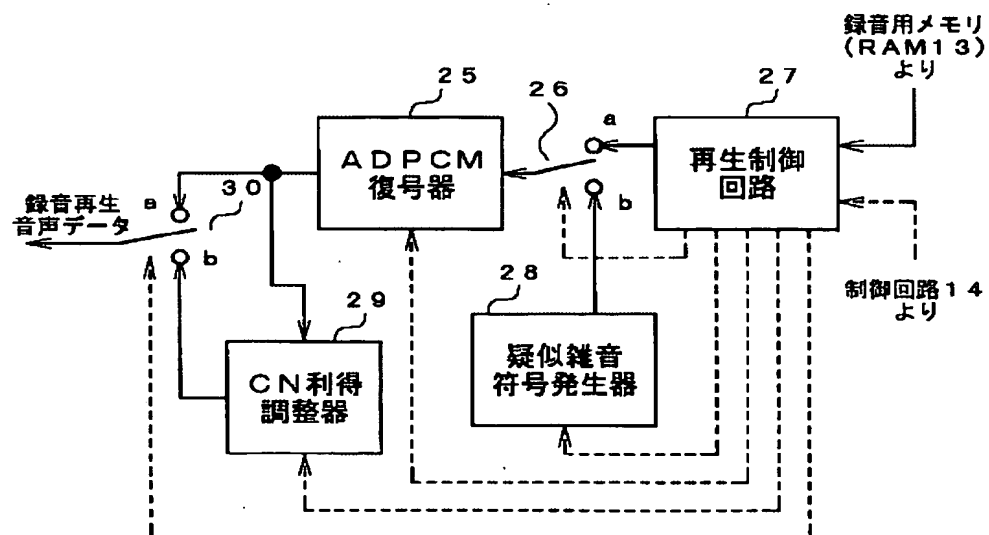 録音用メモリ
(RAM13)
より
25
26
27
a
ADPCM
復号器
再生制御
回路
b
30
a
録音再生
音声データ
b
28
制御回路14
より
29
疑似雑音
符号発生器
CN利得
調整器